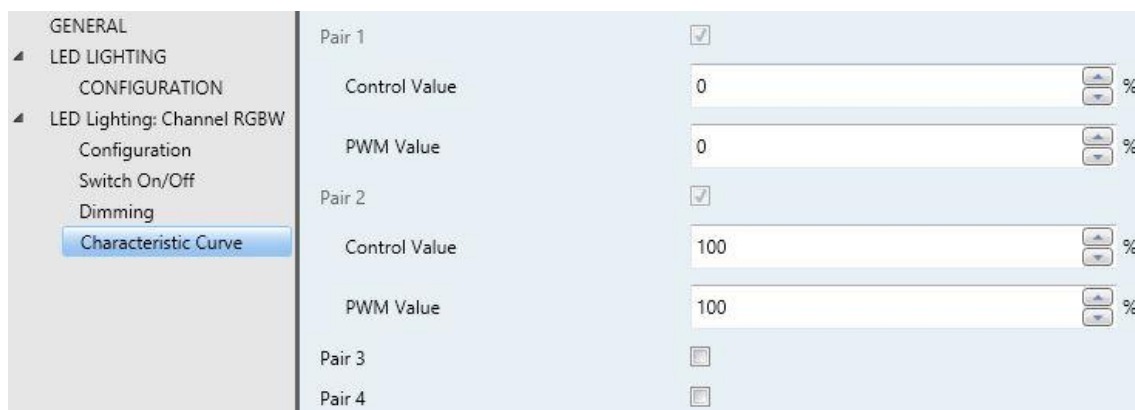 GENERAL
LED LIGHTING
CONFIGURATION
LED Lighting: Channel RGBW
Configuration
Switch On/Off
Dimming
Characteristic Curve
Pair 1
Control Value 0 %
PWM Value 0 %
Pair 2
Control Value 100 %
PWM Value 100 %
Pair 3
Pair 4